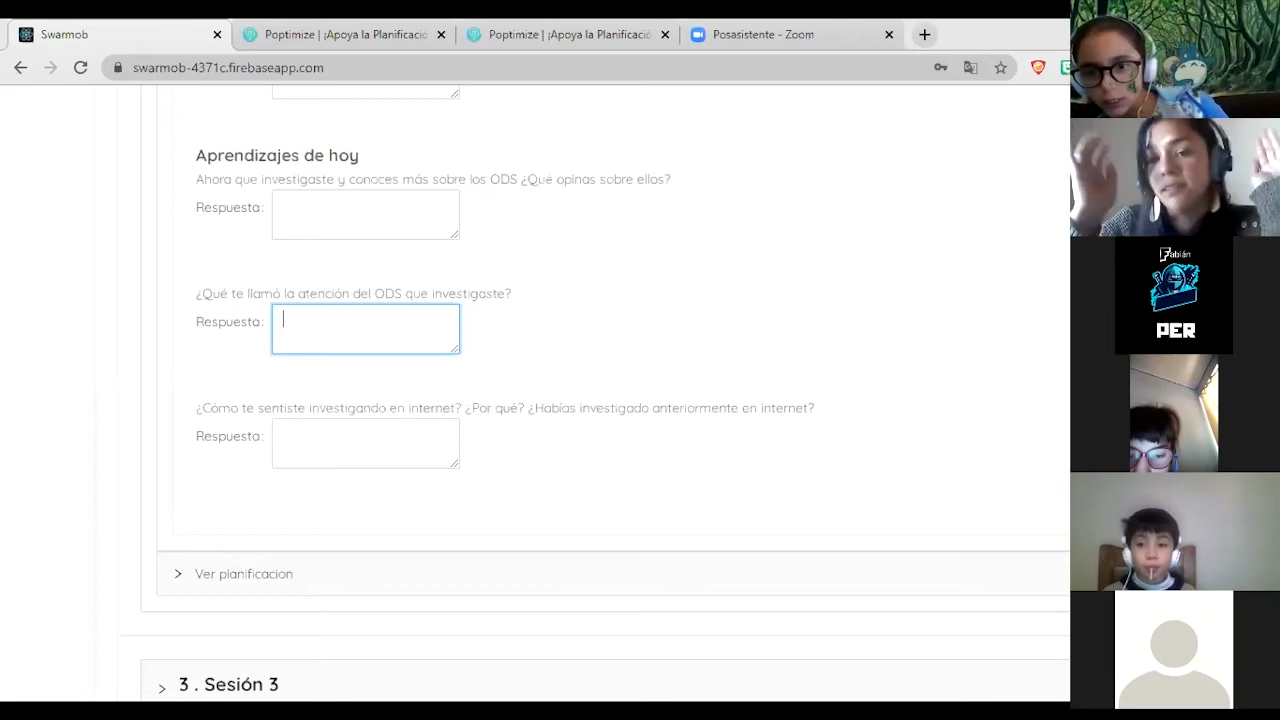 Swarmob
Poptimize | ¡Apoya la Planificació
Poptimize | ¡Apoya la Planificació
Posasistente - Zoom
swarmob-4371c.firebaseapp.com
Aprendizajes de hoy
Ahora que investigaste y conoces más sobre los ODS ¿Qué opinas sobre ellos?
Respuesta:
¿Qué te llamó la atención del ODS que investigaste?
Respuesta:
¿Cómo te sentiste investigando en internet? ¿Por qué? ¿Habías investigado anteriormente en internet?
Respuesta:
Ver planificacion
3 . Sesión 3
Fabián
PER